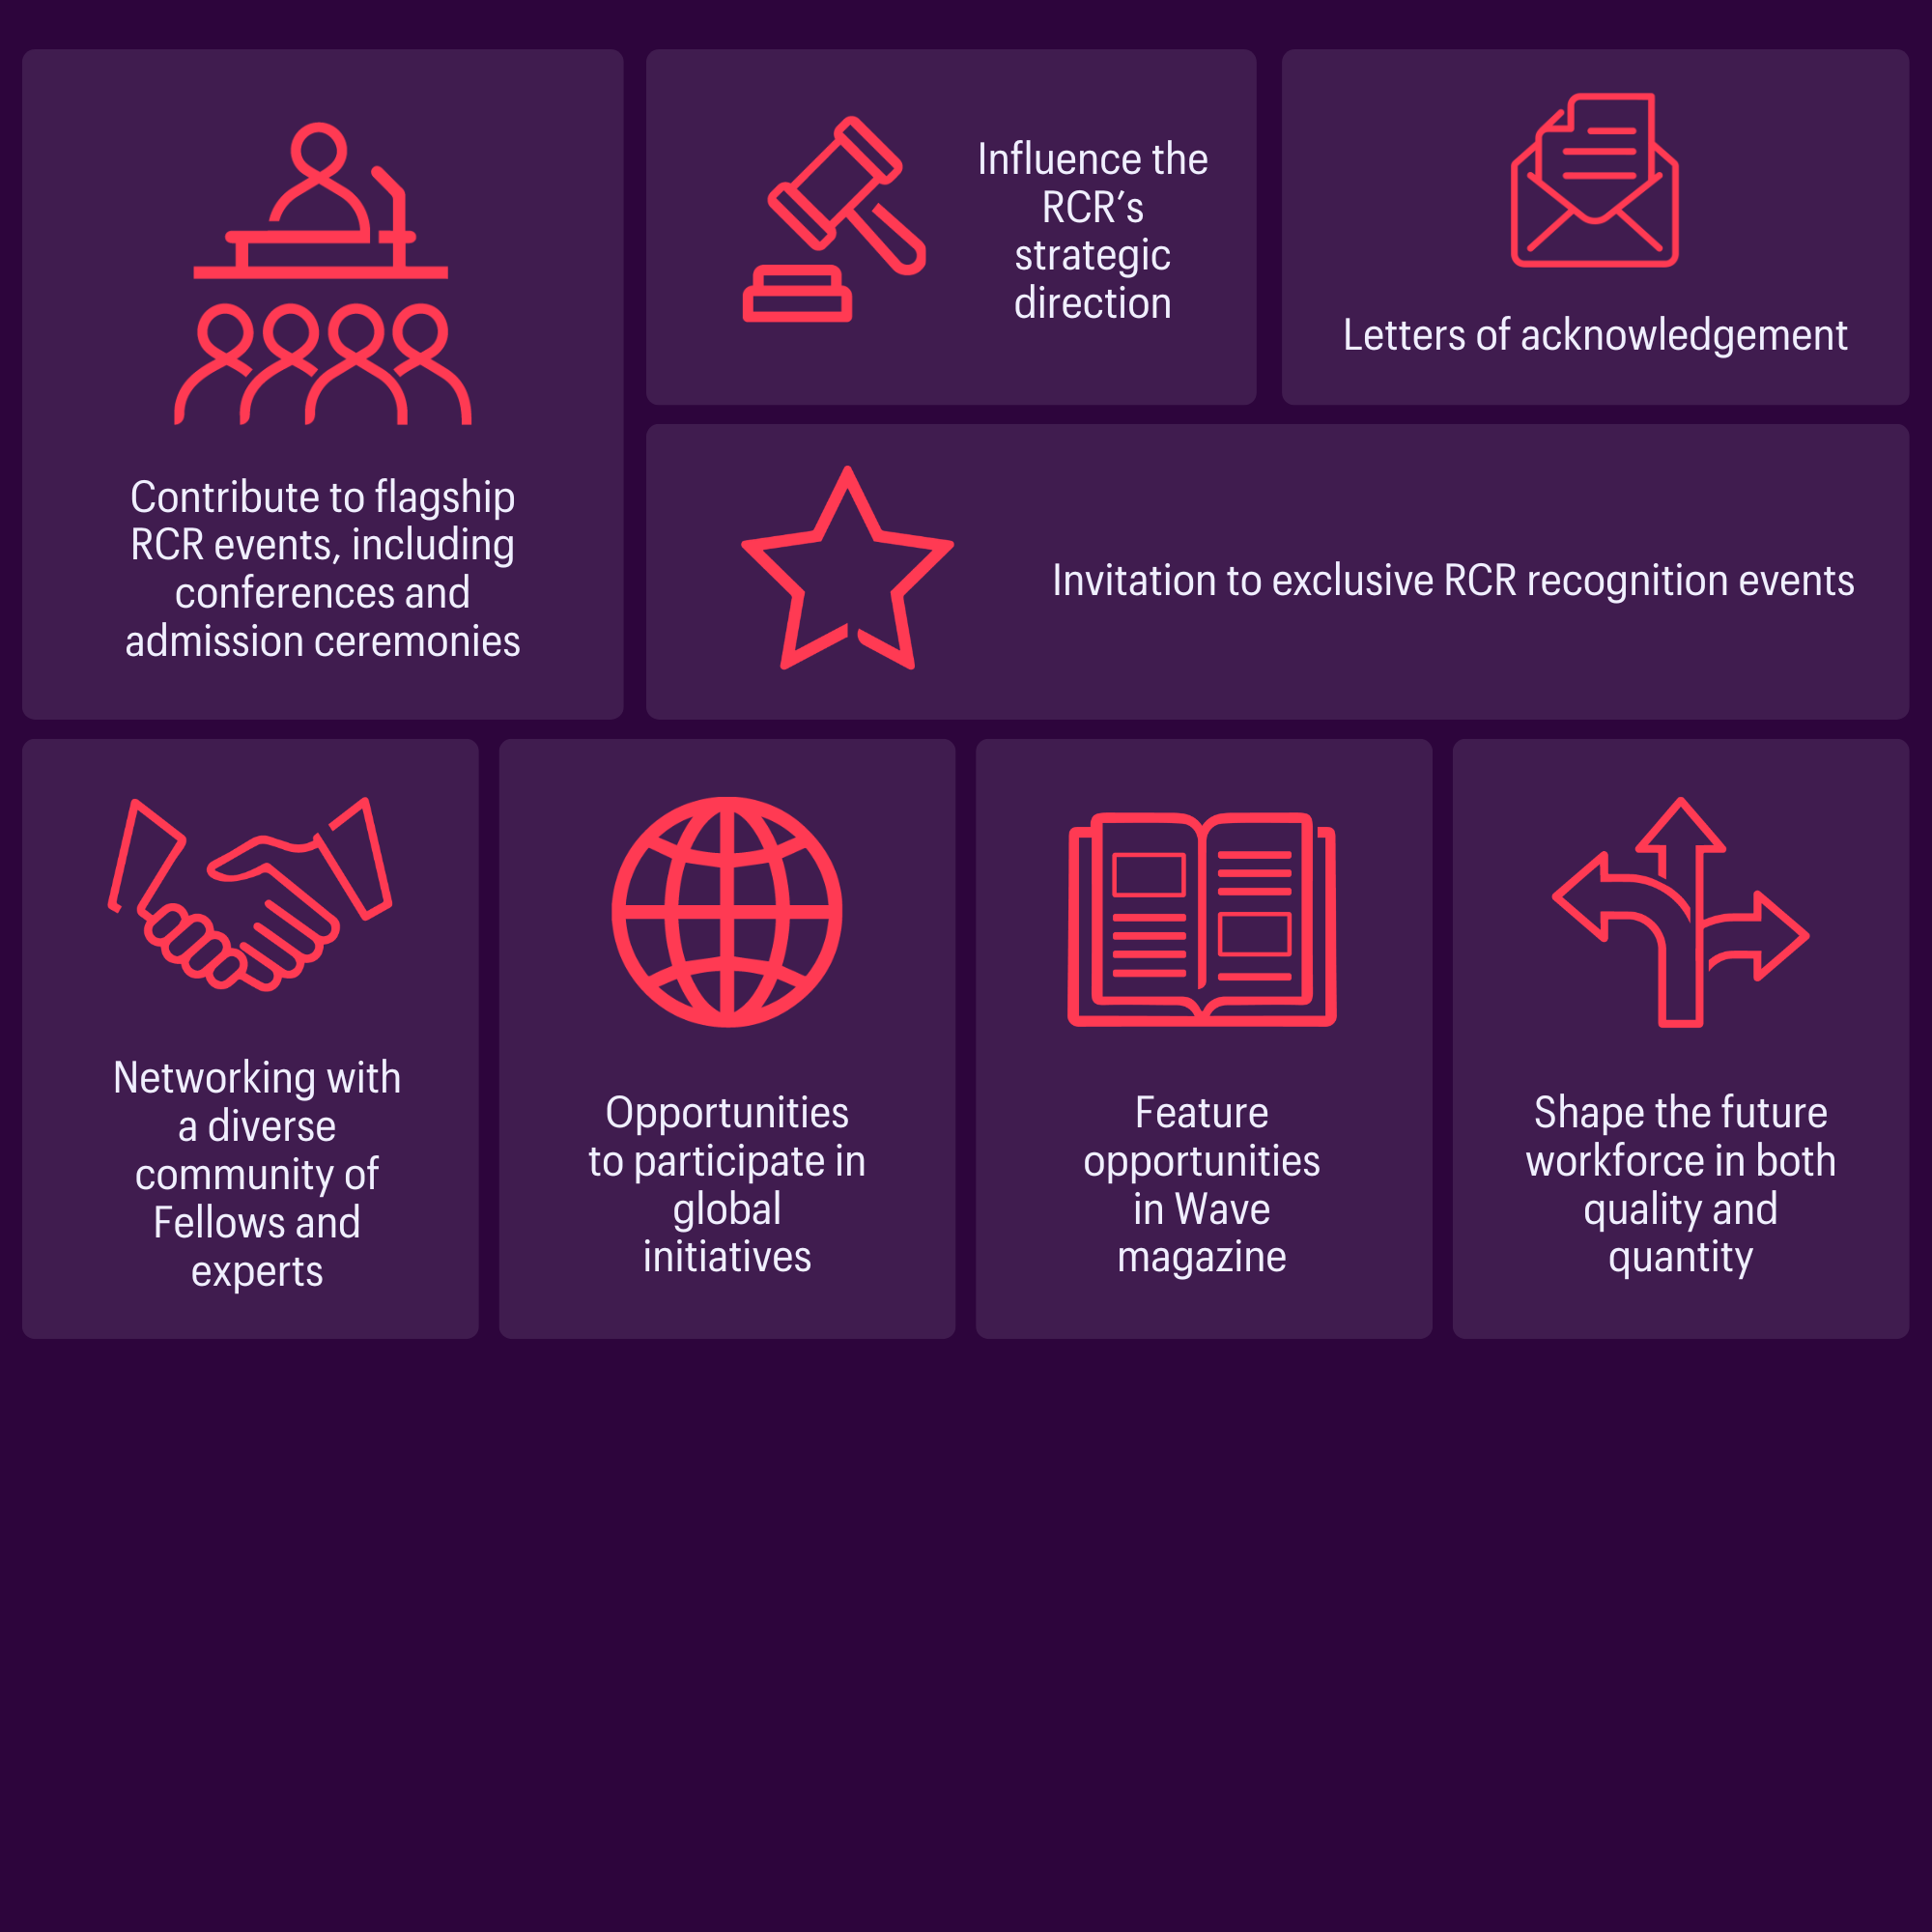 Contribute to flagship
RCR events, including
conferences and
admission ceremonies
Influence the
RCR’s
strategic
direction
Letters of acknowledgement
Invitation to exclusive RCR recognition events
Networking with
a diverse
community of
Fellows and
experts
Opportunities
to participate in
global
initiatives
Feature
opportunities
in Wave
magazine
Shape the future
workforce in both
quality and
quantity